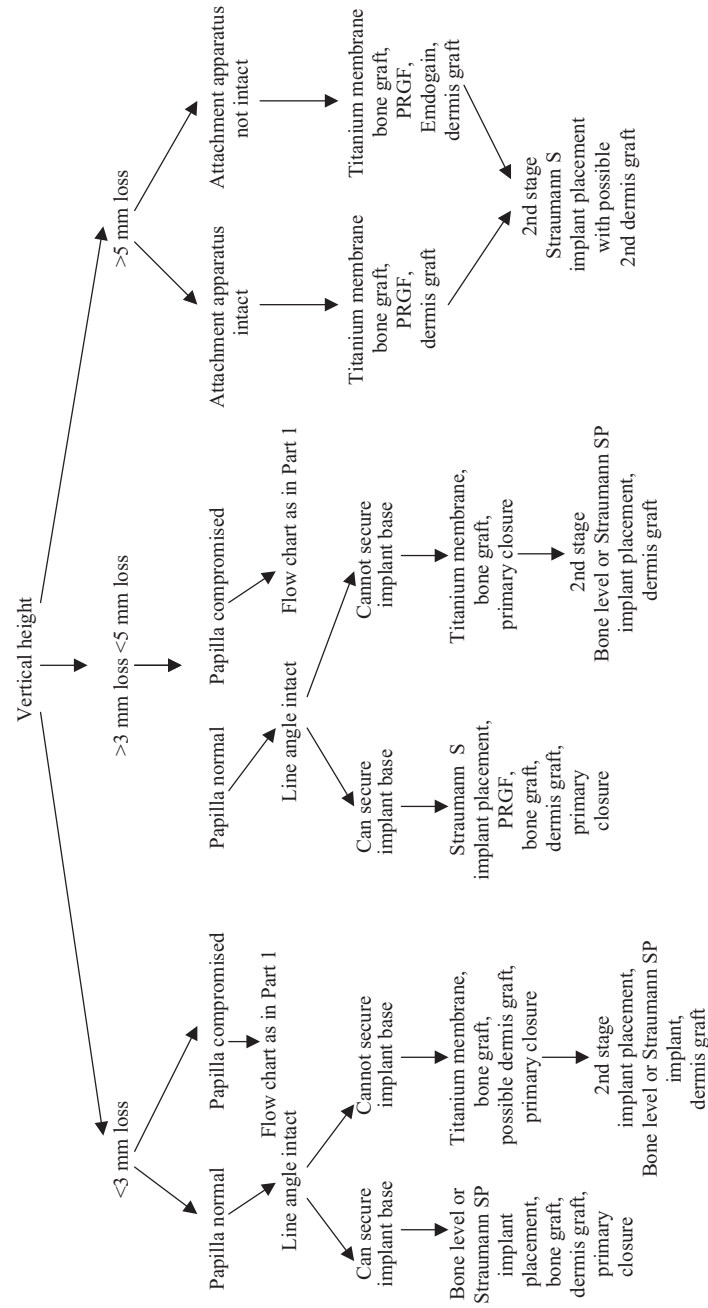 Vertical height
<3 mm loss
>3 mm loss <5 mm loss
>5 mm loss
Papilla normal
Papilla compromised
Papilla normal
Papilla compromised
Attachment apparatus
intact
Attachment apparatus
not intact
Flow chart as in Part 1
Line angle intact
Line angle intact
Flow chart as in Part 1
Can secure
implant base
Cannot secure
implant base
Can secure
implant base
Cannot secure
implant base
Titanium membrane
bone graft,
PRGF,
dermis graft
Titanium membrane
bone graft,
PRGF,
Emdogain,
dermis graft
Bone level or
Straumann SP
implant
placement,
bone graft,
dermis graft,
primary
closure
Titanium membrane,
bone graft,
possible dermis graft,
primary closure
Straumann S
implant placement,
PRGF,
bone graft,
dermis graft,
primary
closure
Titanium membrane,
bone graft,
primary closure
2nd stage
Straumann S
implant placement
with possible
2nd dermis graft
2nd stage
implant placement,
Bone level or Straumann SP
implant,
dermis graft
2nd stage
Bone level or Straumann SP
implant placement,
dermis graft